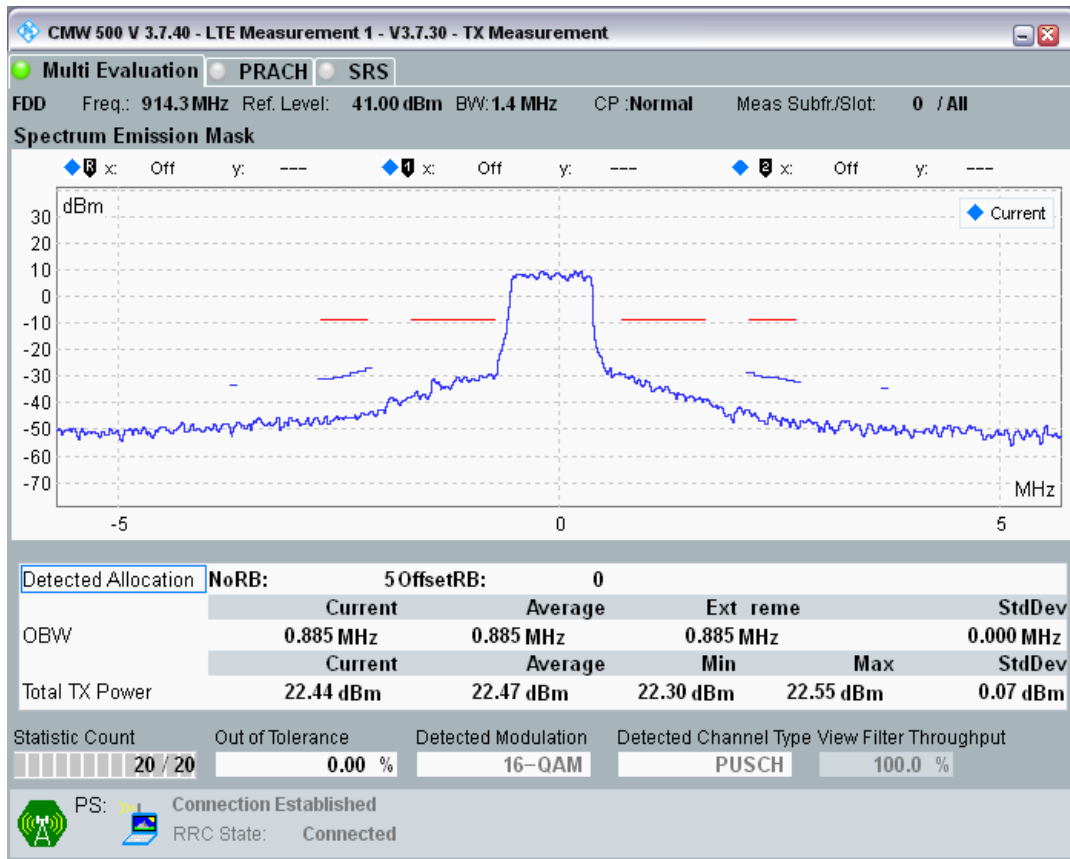 CMW 500 V 3.7.40 - LTE Measurement 1 - V3.7.30 - TX Measurement
Multi Evaluation PRACH SRS
FDD Freq.: 914.3 MHz Ref. Level: 41.00 dBm BW: 1.4 MHz CP :Normal Meas Subfr./Slot: 0 / All
Spectrum Emission Mask
R x: Off y: --- 1 x: Off y: --- 2 x: Off y: ---
dBm
Current
30
20
10
0
-10
-20
-30
-40
-50
-60
-70
MHz
-5 0 5
Detected Allocation NoRB: 5 OffsetRB: 0
Current Average Ext reme StdDev
OBW 0.885 MHz 0.885 MHz 0.885 MHz 0.000 MHz
Current Average Min Max StdDev
Total TX Power 22.44 dBm 22.47 dBm 22.30 dBm 22.55 dBm 0.07 dBm
Statistic Count Out of Tolerance Detected Modulation Detected Channel Type View Filter Throughput
20 / 20 0.00 % 16-QAM PUSCH 100.0 %
PS: Connection Established
RRC State: Connected